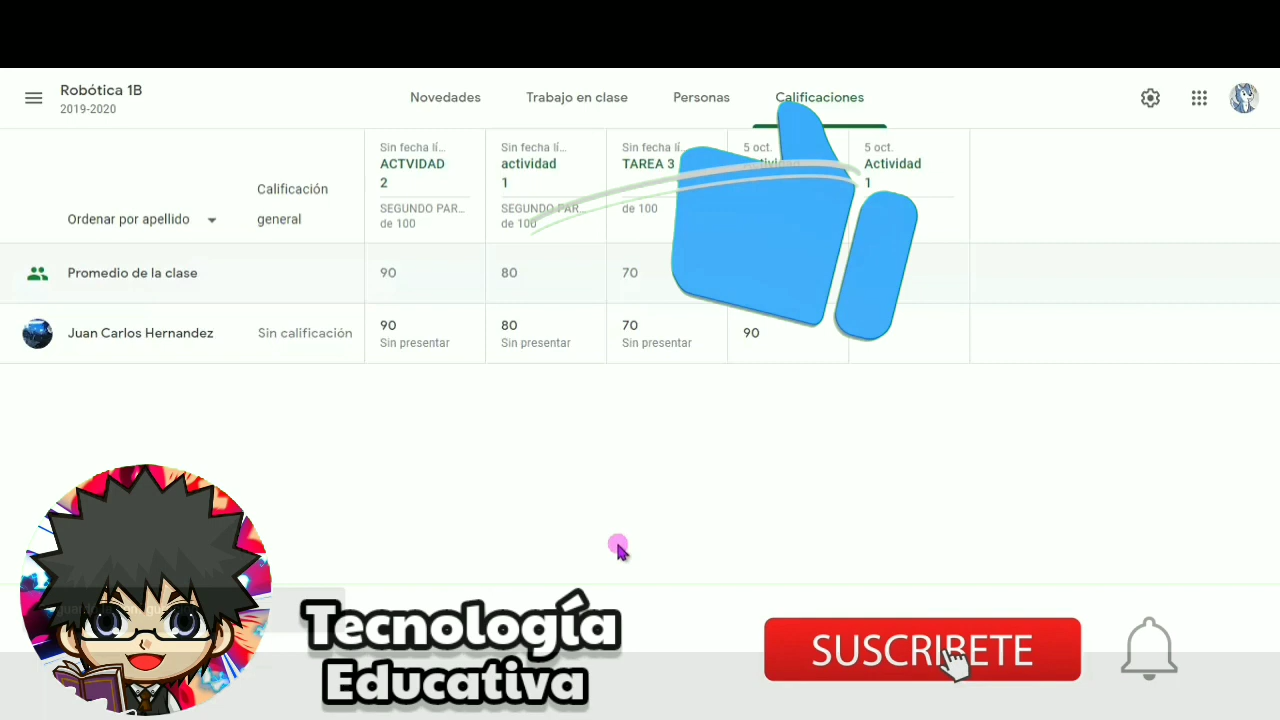 Robótica 1B
2019-2020
Novedades
Trabajo en clase
Personas
Calificaciones
Ordenar por apellido
Calificación
general
Sin fecha lí...
ACTVIDAD
2
SEGUNDO PAR...
de 100
Sin fecha lí...
actividad
1
SEGUNDO PAR...
de 100
Sin fecha lí...
TAREA 3
de 100
5 oct.
5 oct.
Actividad
1
Promedio de la clase
90
80
70
Juan Carlos Hernandez
Sin calificación
90
Sin presentar
80
Sin presentar
70
Sin presentar
90
Tecnología
Educativa
SUSCRIBETE